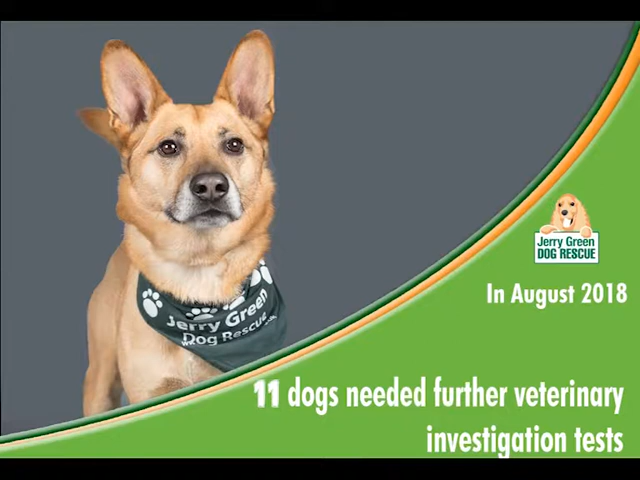 Jerry Green
Dog Rescue
Jerry Green
DOG RESCUE
In August 2018
11 dogs needed further veterinary
investigation tests